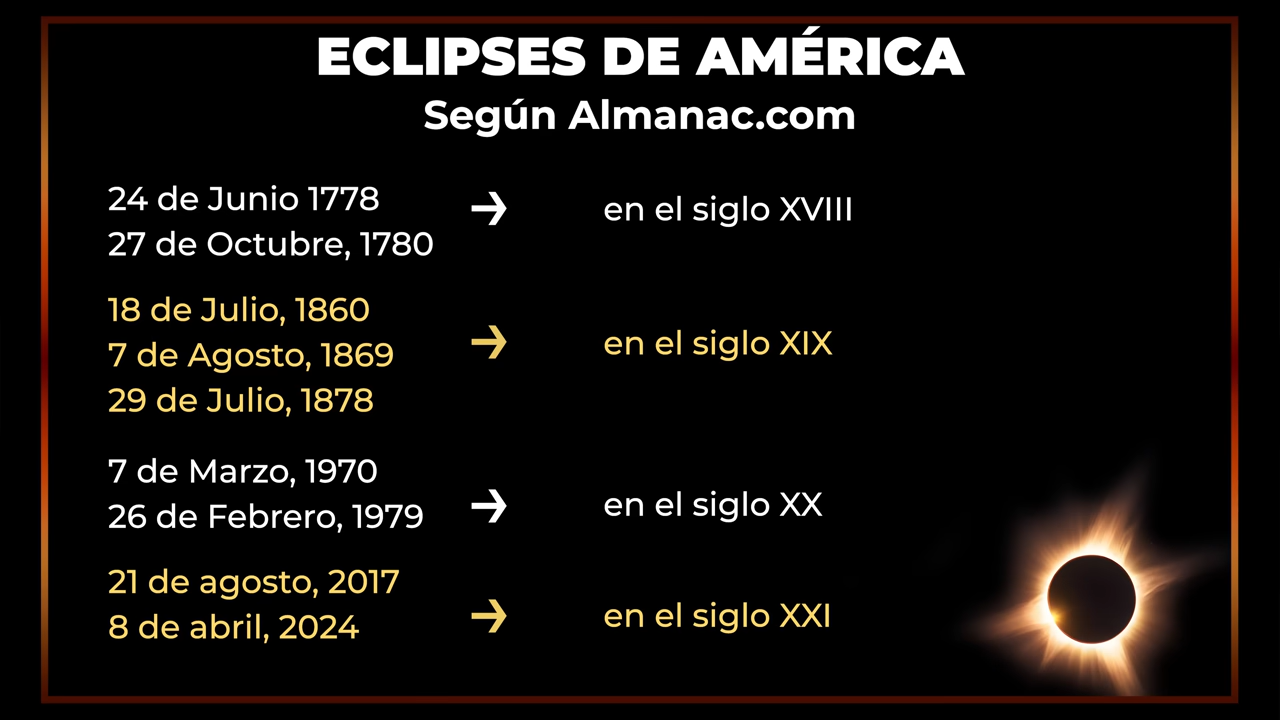 ECLIPSES DE AMÉRICA
Según Almanac.com
24 de Junio 1778
27 de Octubre, 1780
→ en el siglo XVIII
18 de Julio, 1860
7 de Agosto, 1869
29 de Julio, 1878
→ en el siglo XIX
7 de Marzo, 1970
26 de Febrero, 1979
→ en el siglo XX
21 de agosto, 2017
8 de abril, 2024
→ en el siglo XXI